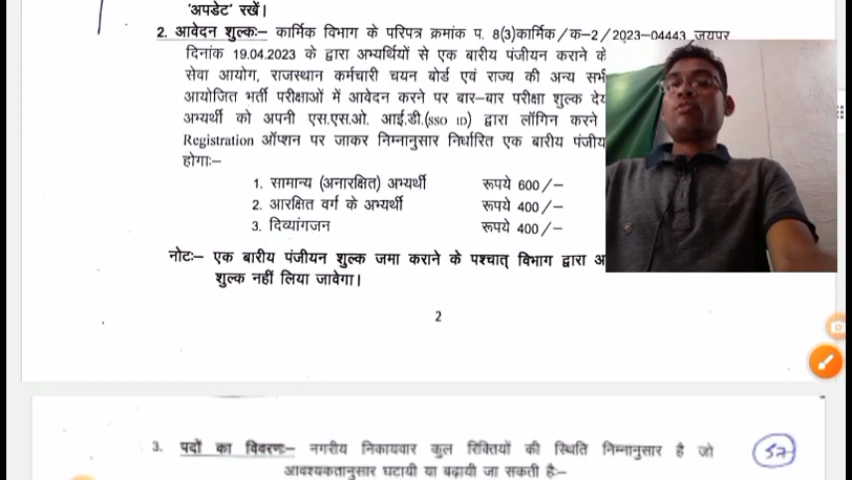 'अपडेट' रखें।
2. आवेदन शुल्कः– कार्मिक विभाग के परिपत्र क्रमांक प. 8(3)कार्मिक/क–2/2023–04443 जयपुर
दिनांक 19.04.2023 के द्वारा अभ्यर्थियों से एक बारीय पंजीयन कराने के
सेवा आयोग, राजस्थान कर्मचारी चयन बोर्ड एवं राज्य की अन्य सभी
आयोजित भर्ती परीक्षाओं में आवेदन करने पर बार–बार परीक्षा शुल्क
अभ्यर्थी को अपनी एस.एस.ओ. आई.डी.(SSO ID) द्वारा लॉगिन करने
Registration ऑप्शन पर जाकर निम्नानुसार निर्धारित एक बारीय
होगाः–
1. सामान्य (अनारक्षित) अभ्यर्थी रूपये 600/–
2. आरक्षित वर्ग के अभ्यर्थी रूपये 400/–
3. दिव्यांगजन रूपये 400/–
नोटः– एक बारीय पंजीयन शुल्क जमा कराने के पश्चात् विभाग द्वारा
शुल्क नहीं लिया जावेगा।
2
3. पदों का विवरणः– नगरीय निकायवार कुल रिक्तियों की स्थिति निम्नानुसार है जो
आवश्यकतानुसार घटायी या बढ़ायी जा सकती हैः–
57